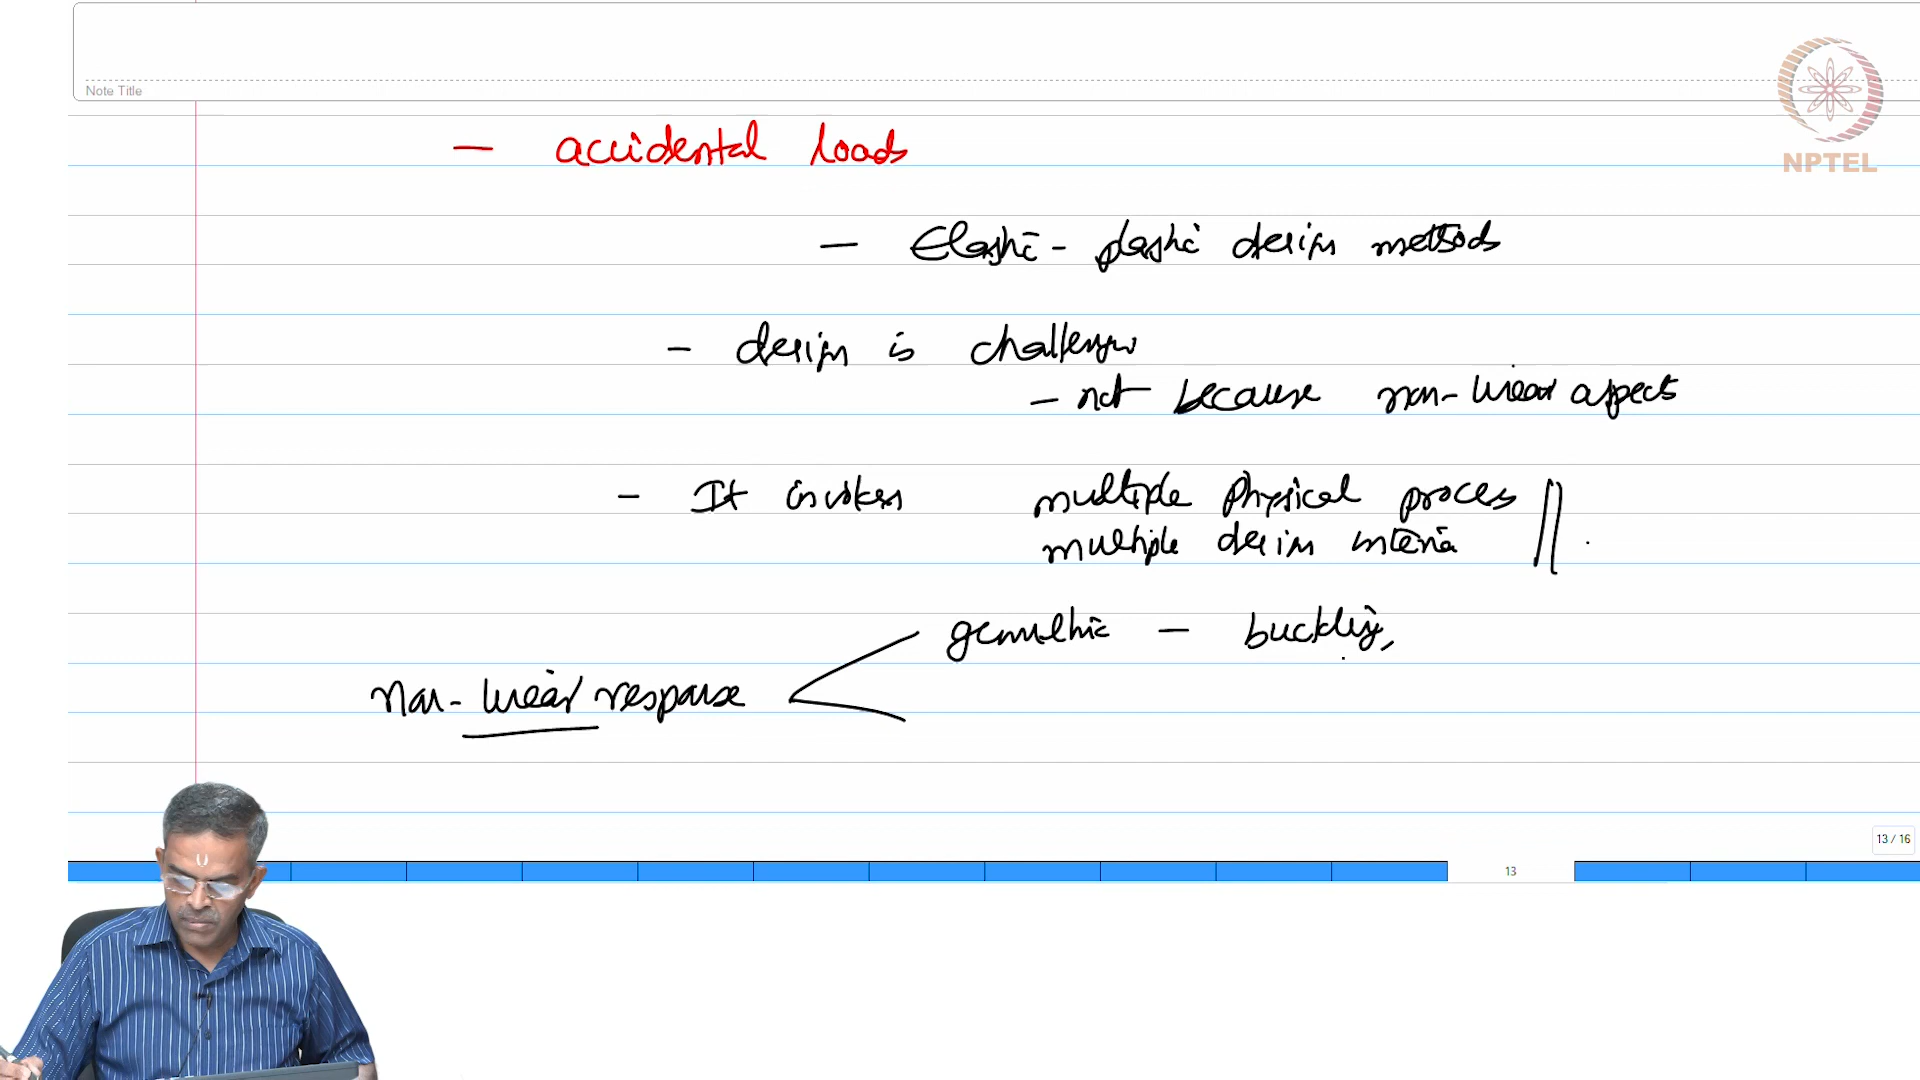 Note Title
NPTEL
- accidental loads
- Elastic - plastic design methods
- design is challenging
- not because non-linear aspects
- It invokes multiple physical process
multiple design criteria
geometric - buckling,
non-linear response
13 / 16
13